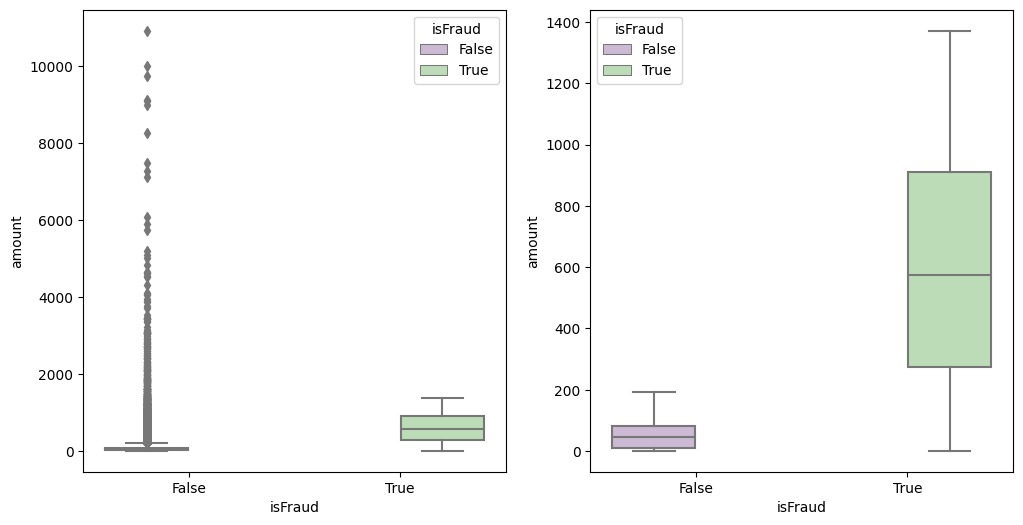 isFraud
False
True
10000
8000
6000
4000
2000
0
amount
False
True
isFraud
isFraud
False
True
1400
1200
1000
800
600
400
200
0
amount
False
True
isFraud